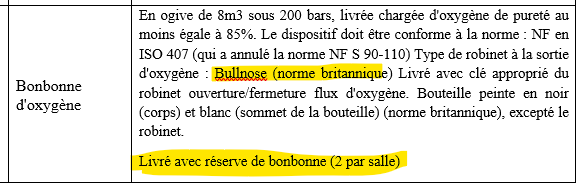 En ogive de 8m3 sous 200 bars, livrée chargée d'oxygène de pureté au
moins égale à 85%. Le dispositif doit être conforme à la norme : NF en
ISO 407 (qui a annulé la norme NF S 90-110) Type de robinet à la sortie
d'oxygène : Bullnose (norme britannique) Livré avec clé approprié du
robinet ouverture/fermeture flux d'oxygène. Bouteille peinte en noir
(corps) et blanc (sommet de la bouteille) (norme britannique), excepté le
robinet.
Bonbonne
d'oxygène
Livré avec réserve de bonbonne (2 par salle)